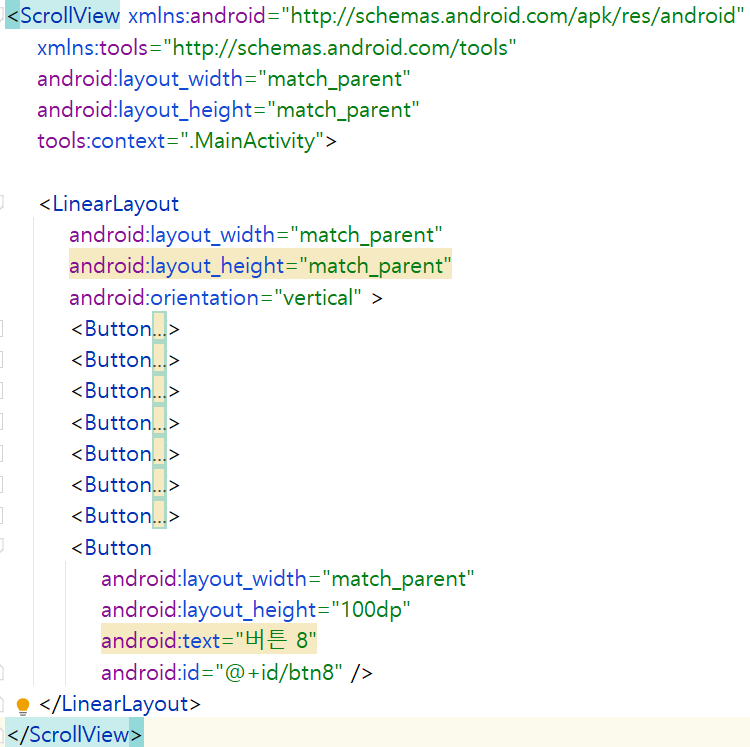 <ScrollView xmlns:android="http://schemas.android.com/apk/res/android"
xmlns:tools="http://schemas.android.com/tools"
android:layout_width="match_parent"
android:layout_height="match_parent"
tools:context=".MainActivity">
<LinearLayout
android:layout_width="match_parent"
android:layout_height="match_parent"
android:orientation="vertical" >
<Button...>
<Button...>
<Button...>
<Button...>
<Button...>
<Button...>
<Button...>
<Button
android:layout_width="match_parent"
android:layout_height="100dp"
android:text="버튼 8"
android:id="@+id/btn8" />
</LinearLayout>
</ScrollView>